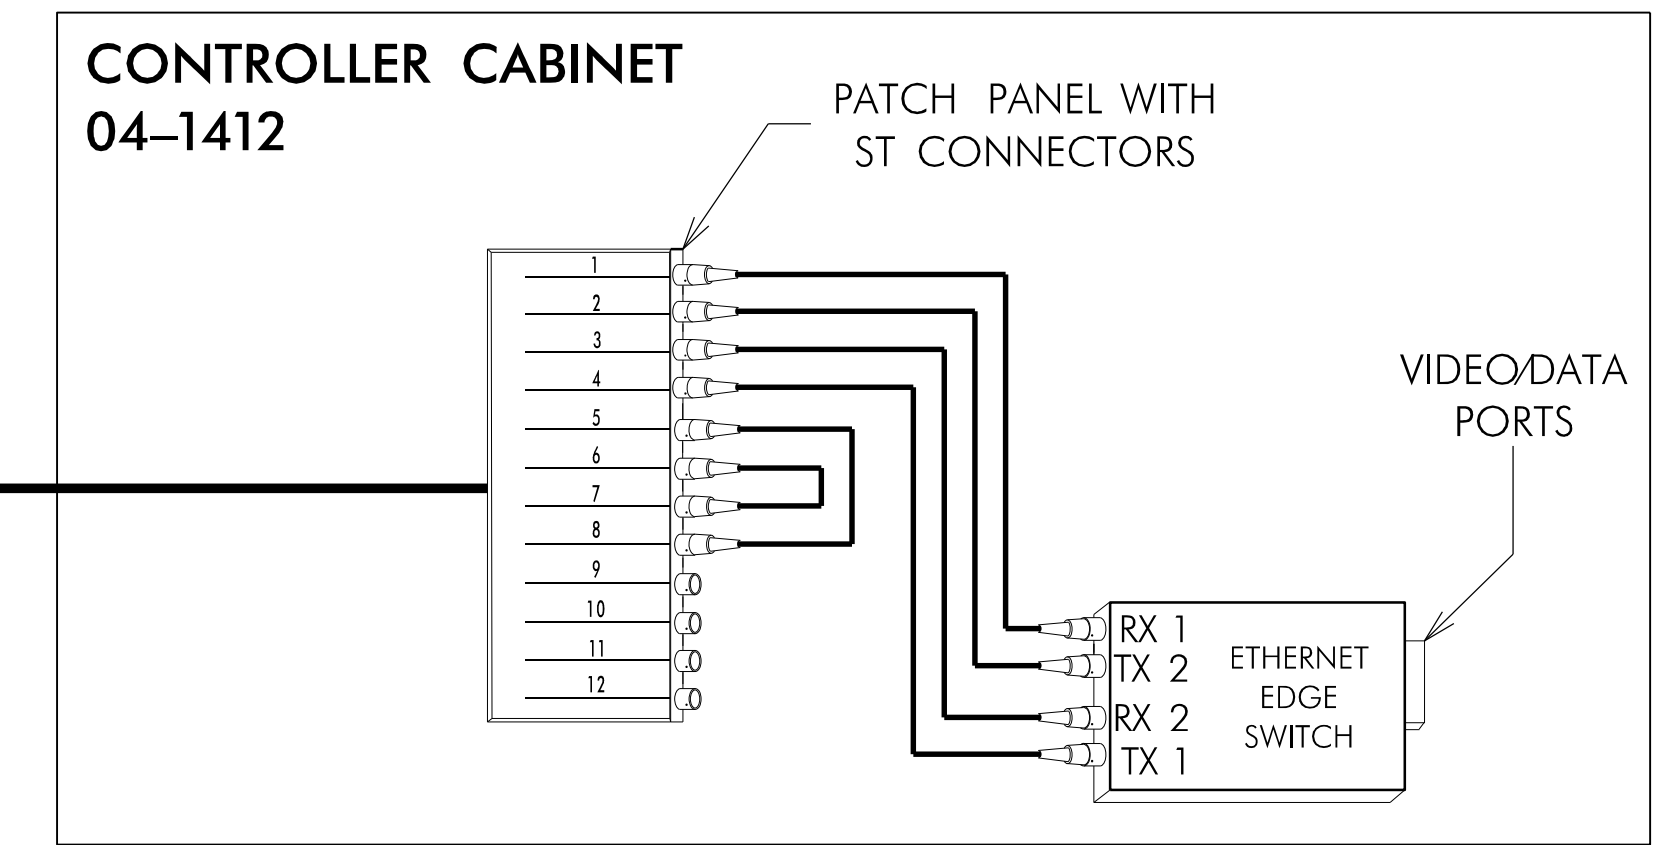 CONTROLLER CABINET
04–1412
PATCH PANEL WITH
ST CONNECTORS
1
2
3
4
5
6
7
8
9
10
11
12
VIDEO/DATA
PORTS
RX 1
TX 2
RX 2
TX 1
ETHERNET
EDGE
SWITCH